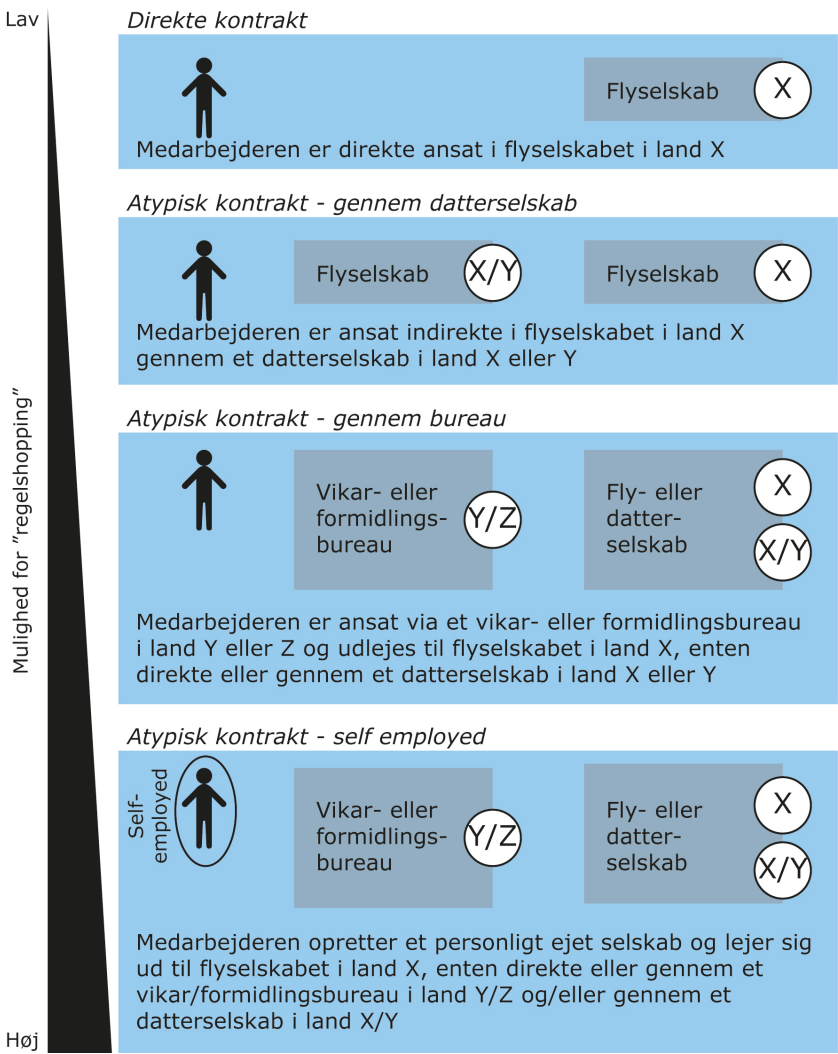 Lav
Direkte kontrakt
Flyselskab
X
Medarbejderen er direkte ansat i flyselskabet i land X
Atypisk kontrakt - gennem datterselskab
Flyselskab
X/Y
Flyselskab
X
Medarbejderen er ansat indirekte i flyselskabet i land X
gennem et datterselskab i land X eller Y
Mulighed for ”regelshopping”
Atypisk kontrakt - gennem bureau
Vikar- eller
formidlings-
bureau
Y/Z
Fly- eller
datter-
selskab
X
X/Y
Medarbejderen er ansat via et vikar- eller formidlingsbureau
i land Y eller Z og udlejes til flyselskabet i land X, enten
direkte eller gennem et datterselskab i land X eller Y
Atypisk kontrakt - self employed
Self-
employed
Vikar- eller
formidlings-
bureau
Y/Z
Fly- eller
datter-
selskab
X
X/Y
Medarbejderen opretter et personligt ejet selskab og lejer sig
ud til flyselskabet i land X, enten direkte eller gennem et
vikar/formidlingsbureau i land Y/Z og/eller gennem et
datterselskab i land X/Y
Høj